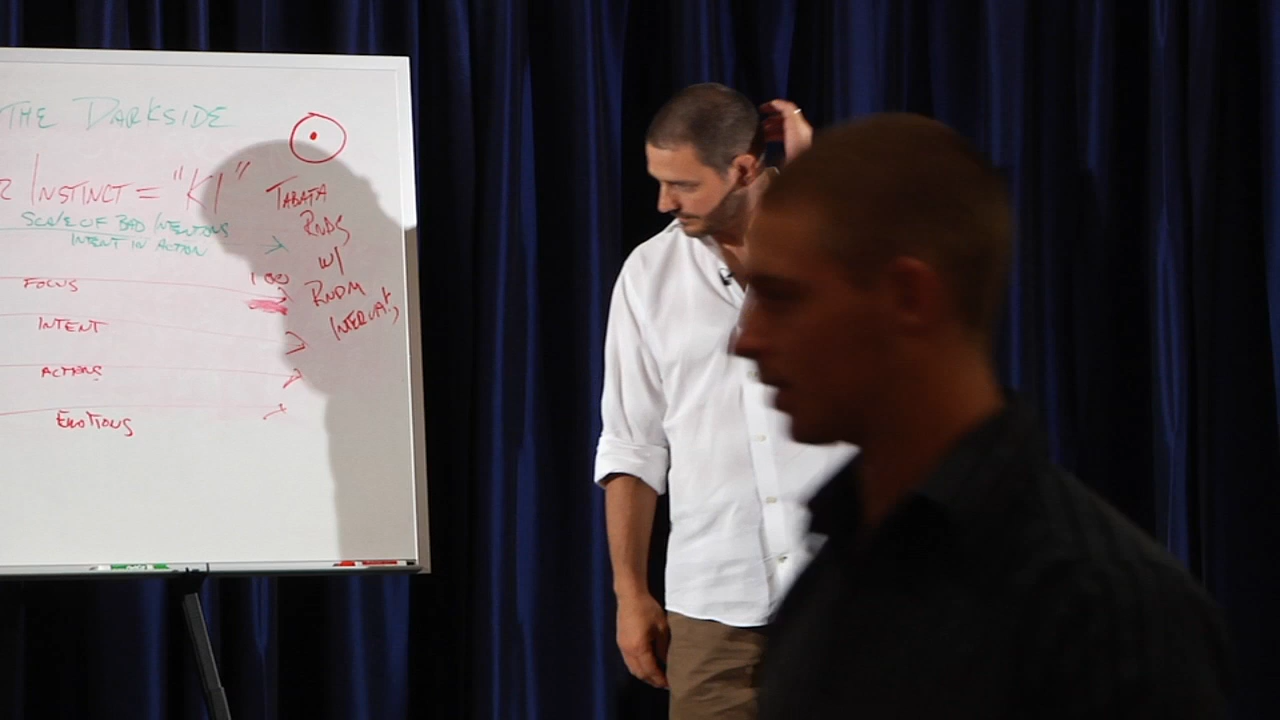 THE DARKSIDE
INSTINCT = "KI"
SCALE OF BAD INTENTIONS
INTENT IN ACTION
FOCUS
100
INTENT
ACTIONS
EMOTIONS
TABATA
RNDS
W/
RNDM
INTERVALS